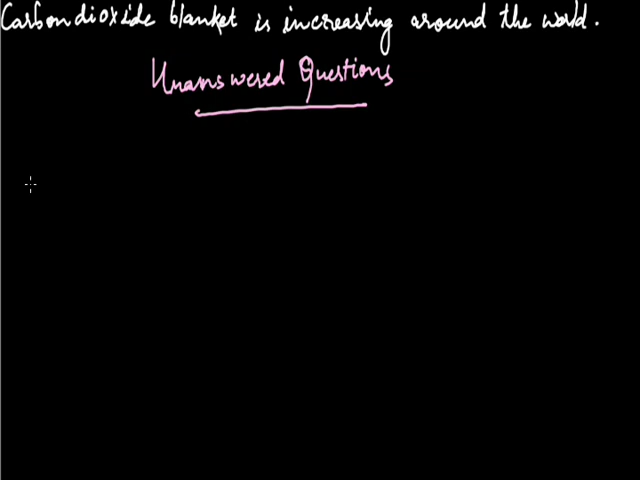 Carbondioxide blanket is increasing around the world.
Unanswered Questions